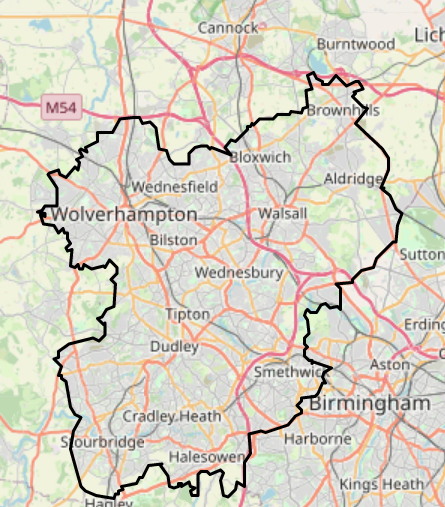 Cannock
Burntwood
Lich
M54
Brownhills
Bloxwich
Aldridge
Wednesfield
Wolverhampton
Walsall
Bilston
Sutton
Wednesbury
Tipton
Erding
Dudley
Aston
Smethwick
Birmingham
Cradley Heath
Stourbridge
Harborne
Halesowen
Kings Heath
Hagley